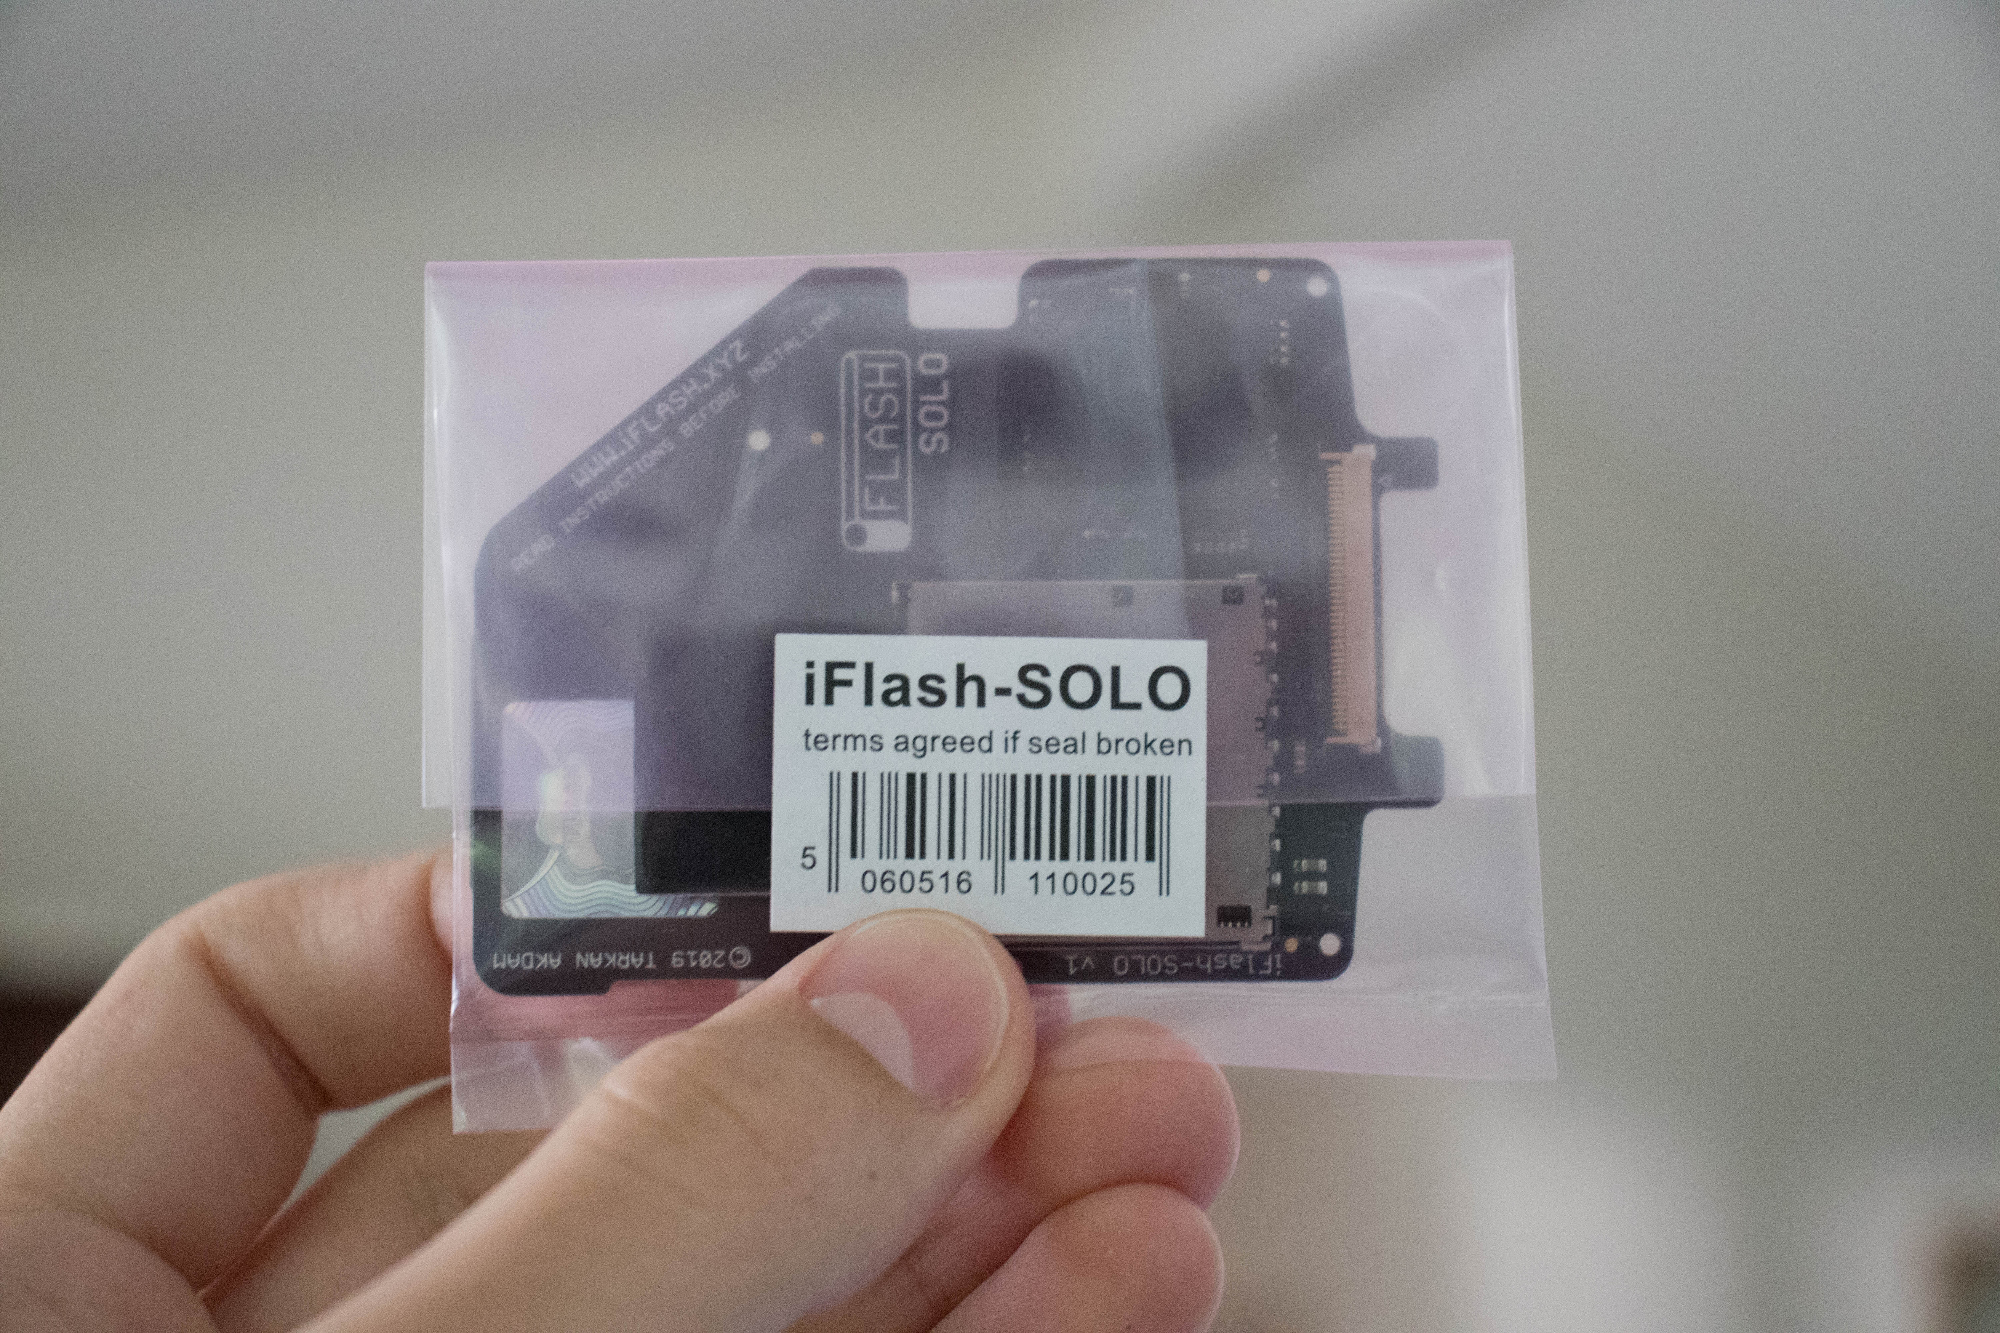 WWW.iFLASH.XYZ
READ INSTRUCTIONS BEFORE INSTALLING
iFLASH
SOLO
iFlash-SOLO
terms agreed if seal broken
5 060516 110025
©2019 TARKAN AKDAM
iFlash-SOLO v1